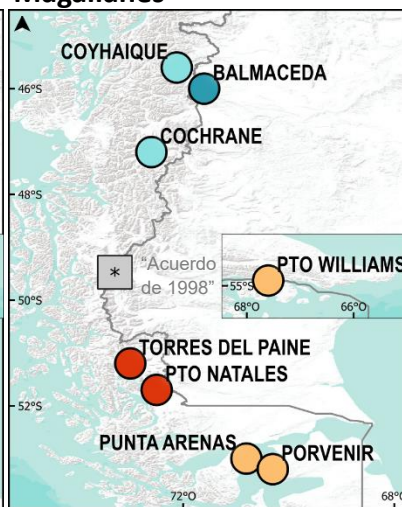 Magallanes
COYHAIQUE
BALMACEDA
46°S
COCHRANE
48°S
*
"Acuerdo
de 1998"
PTO WILLIAMS
55°S
68°O
66°O
50°S
TORRES DEL PAINE
PTO NATALES
52°S
PUNTA ARENAS
PORVENIR
72°O
68°O